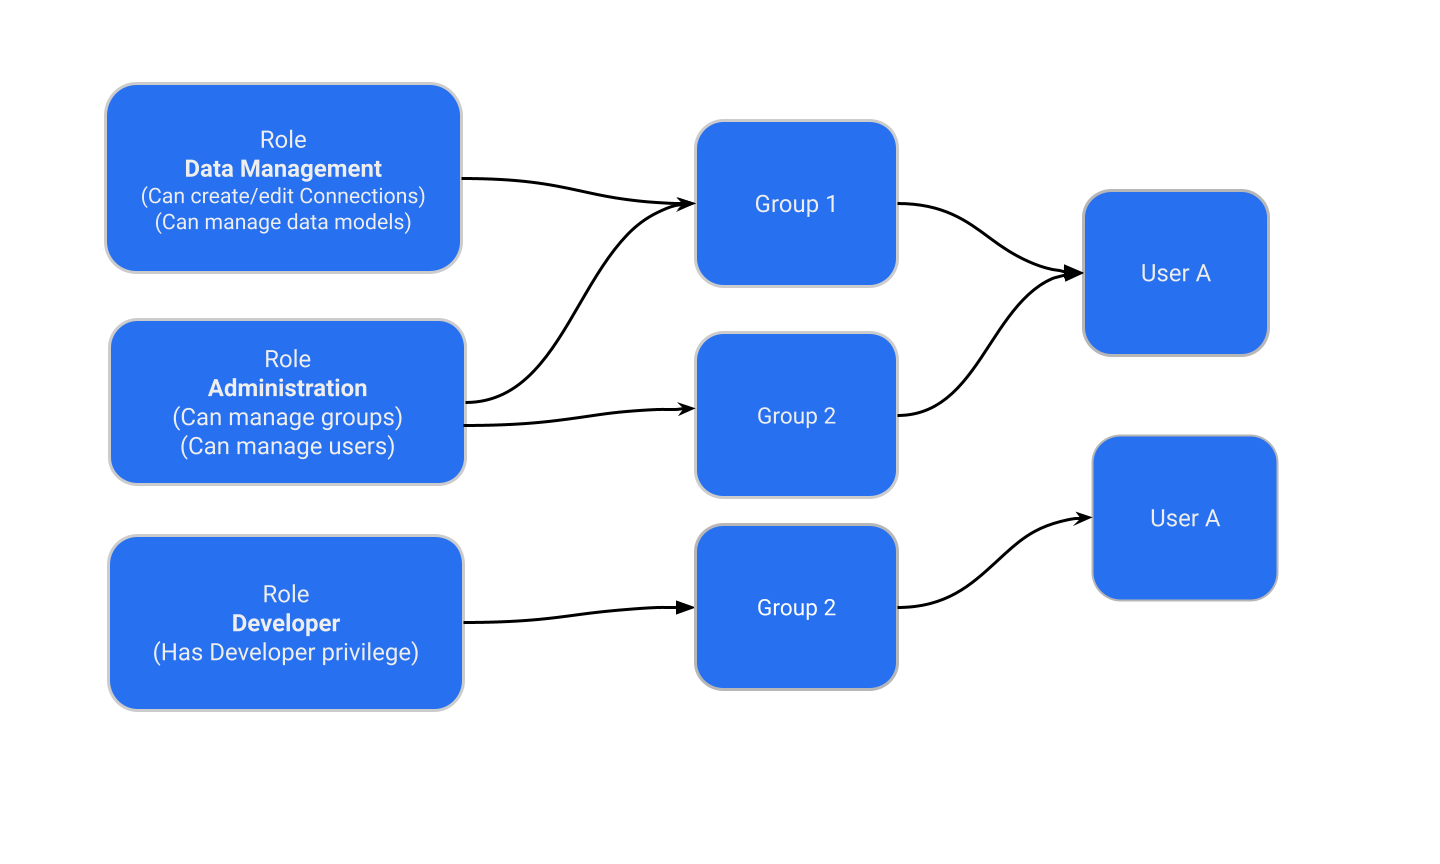 Role
Data Management
(Can create/edit Connections)
(Can manage data models)
Role
Administration
(Can manage groups)
(Can manage users)
Role
Developer
(Has Developer privilege)
Group 1
Group 2
Group 2
User A
User A